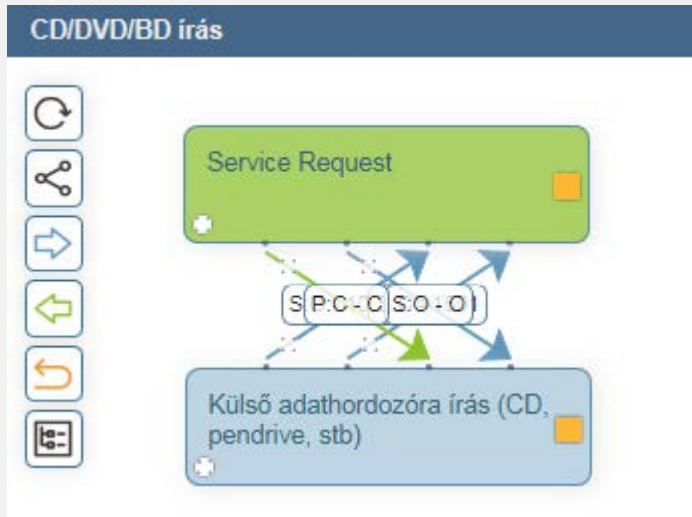 CD/DVD/BD írás
Service Request
S P:C - C S:O - O
Külső adathordozóra írás (CD,
pendrive, stb)